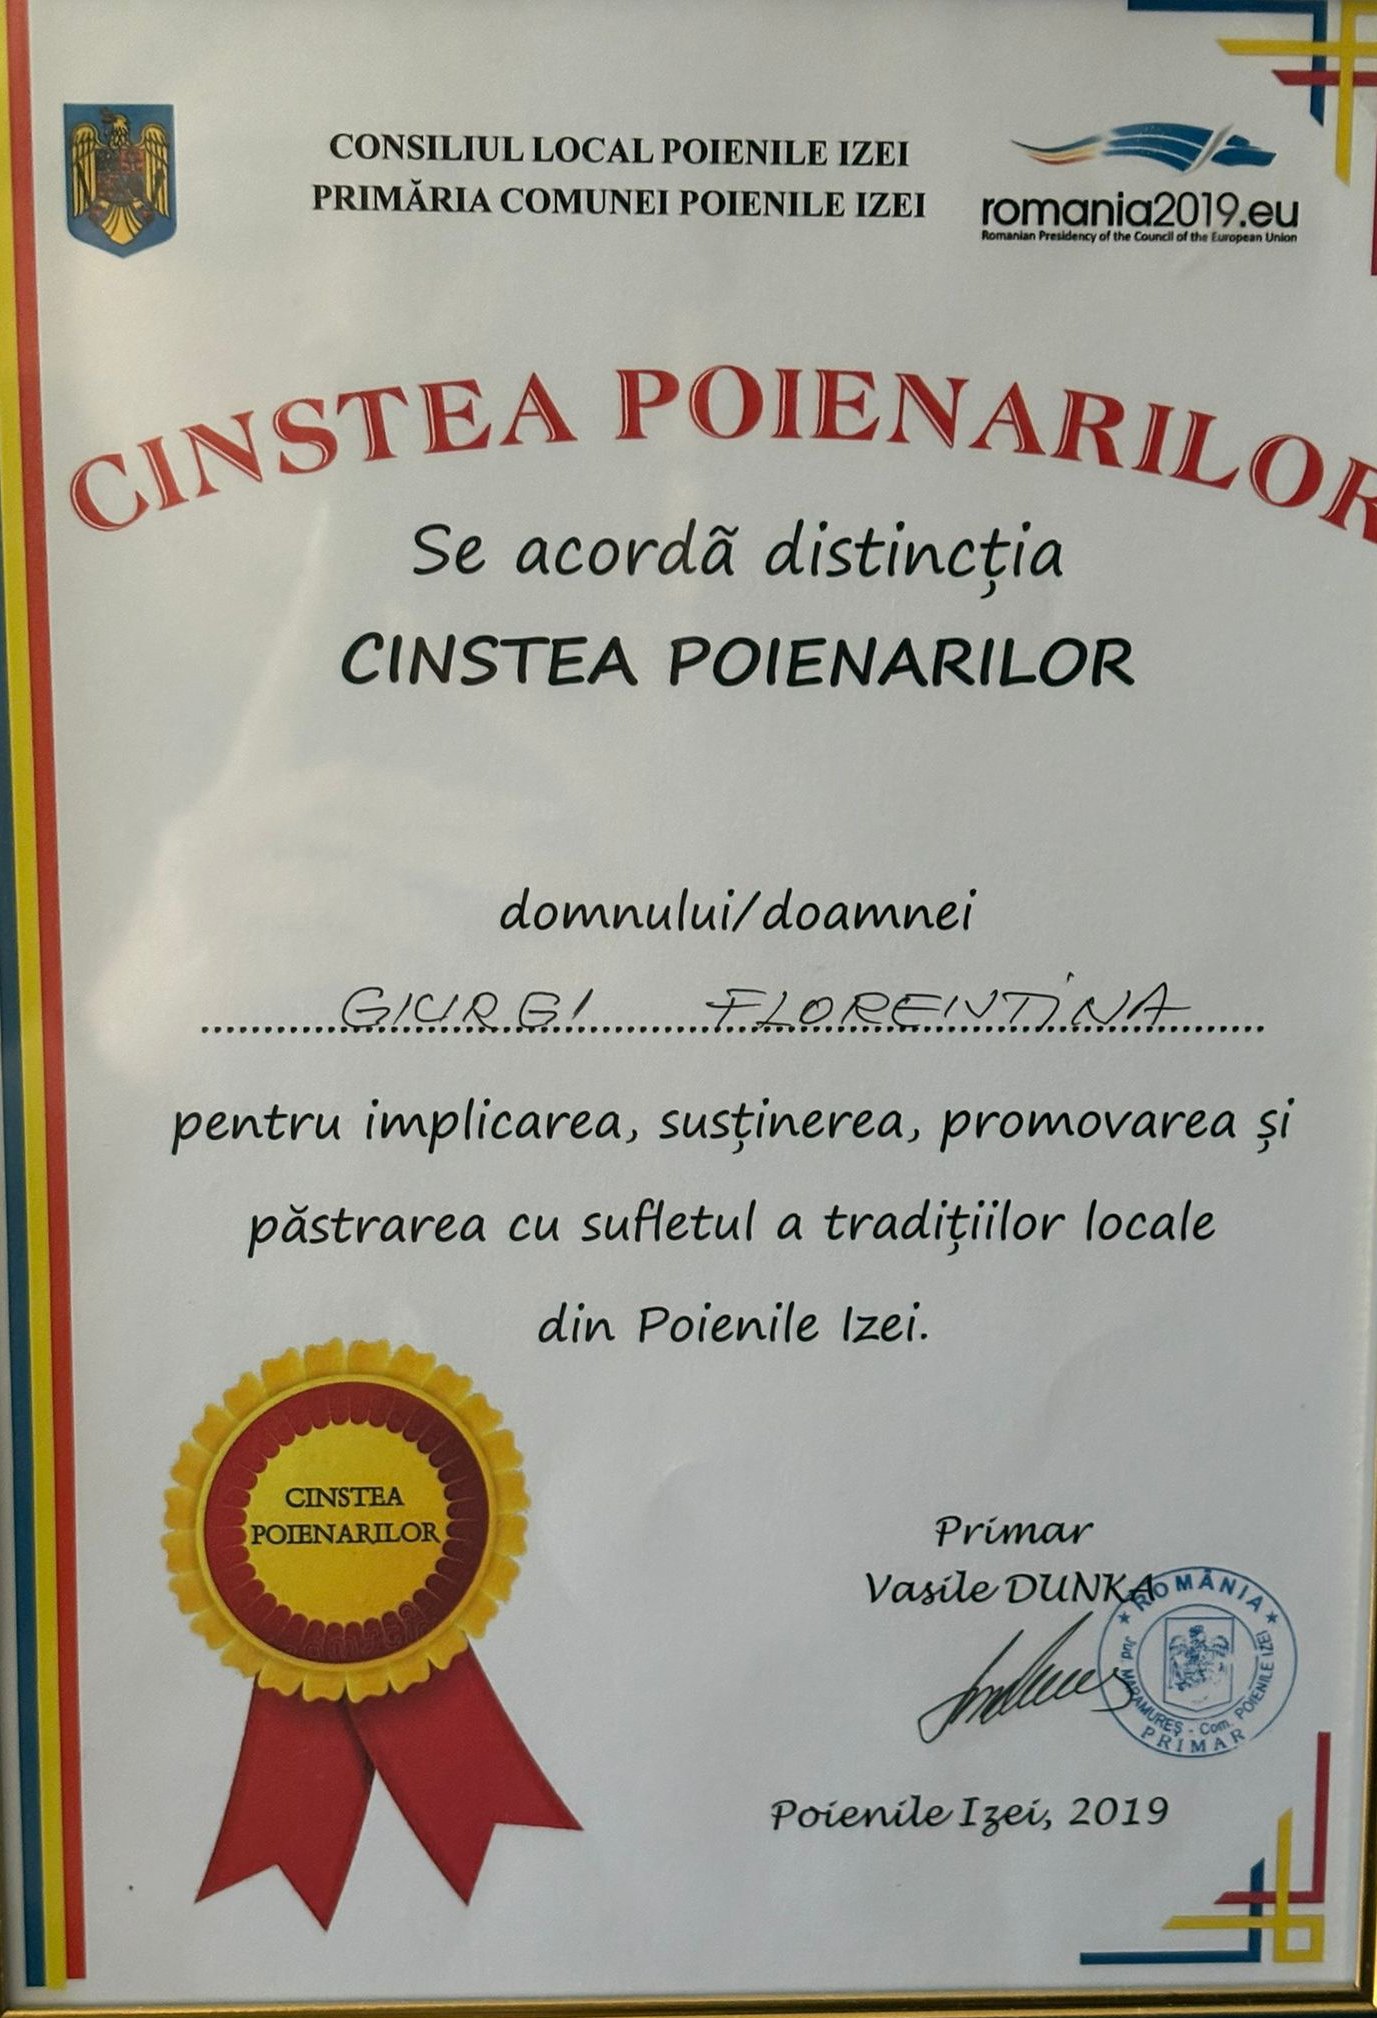 CONSILIUL LOCAL POIENILE IZEI
PRIMĂRIA COMUNEI POIENILE IZEI
romania2019.eu
Romanian Presidency of the Council of the European Union
CINSTEA POIENARILOR
Se acordã distincția
CINSTEA POIENARILOR
domnului/doamnei
GIURGI FLORENTINA
pentru implicarea, susținerea, promovarea și
păstrarea cu sufletul a tradițiilor locale
din Poienile Izei.
CINSTEA
POIENARILOR
Primar
Vasile DUNKA
ROMÂNIA
Jud. MARAMUREȘ - Com. POIENILE IZEI
PRIMAR
Poienile Izei, 2019